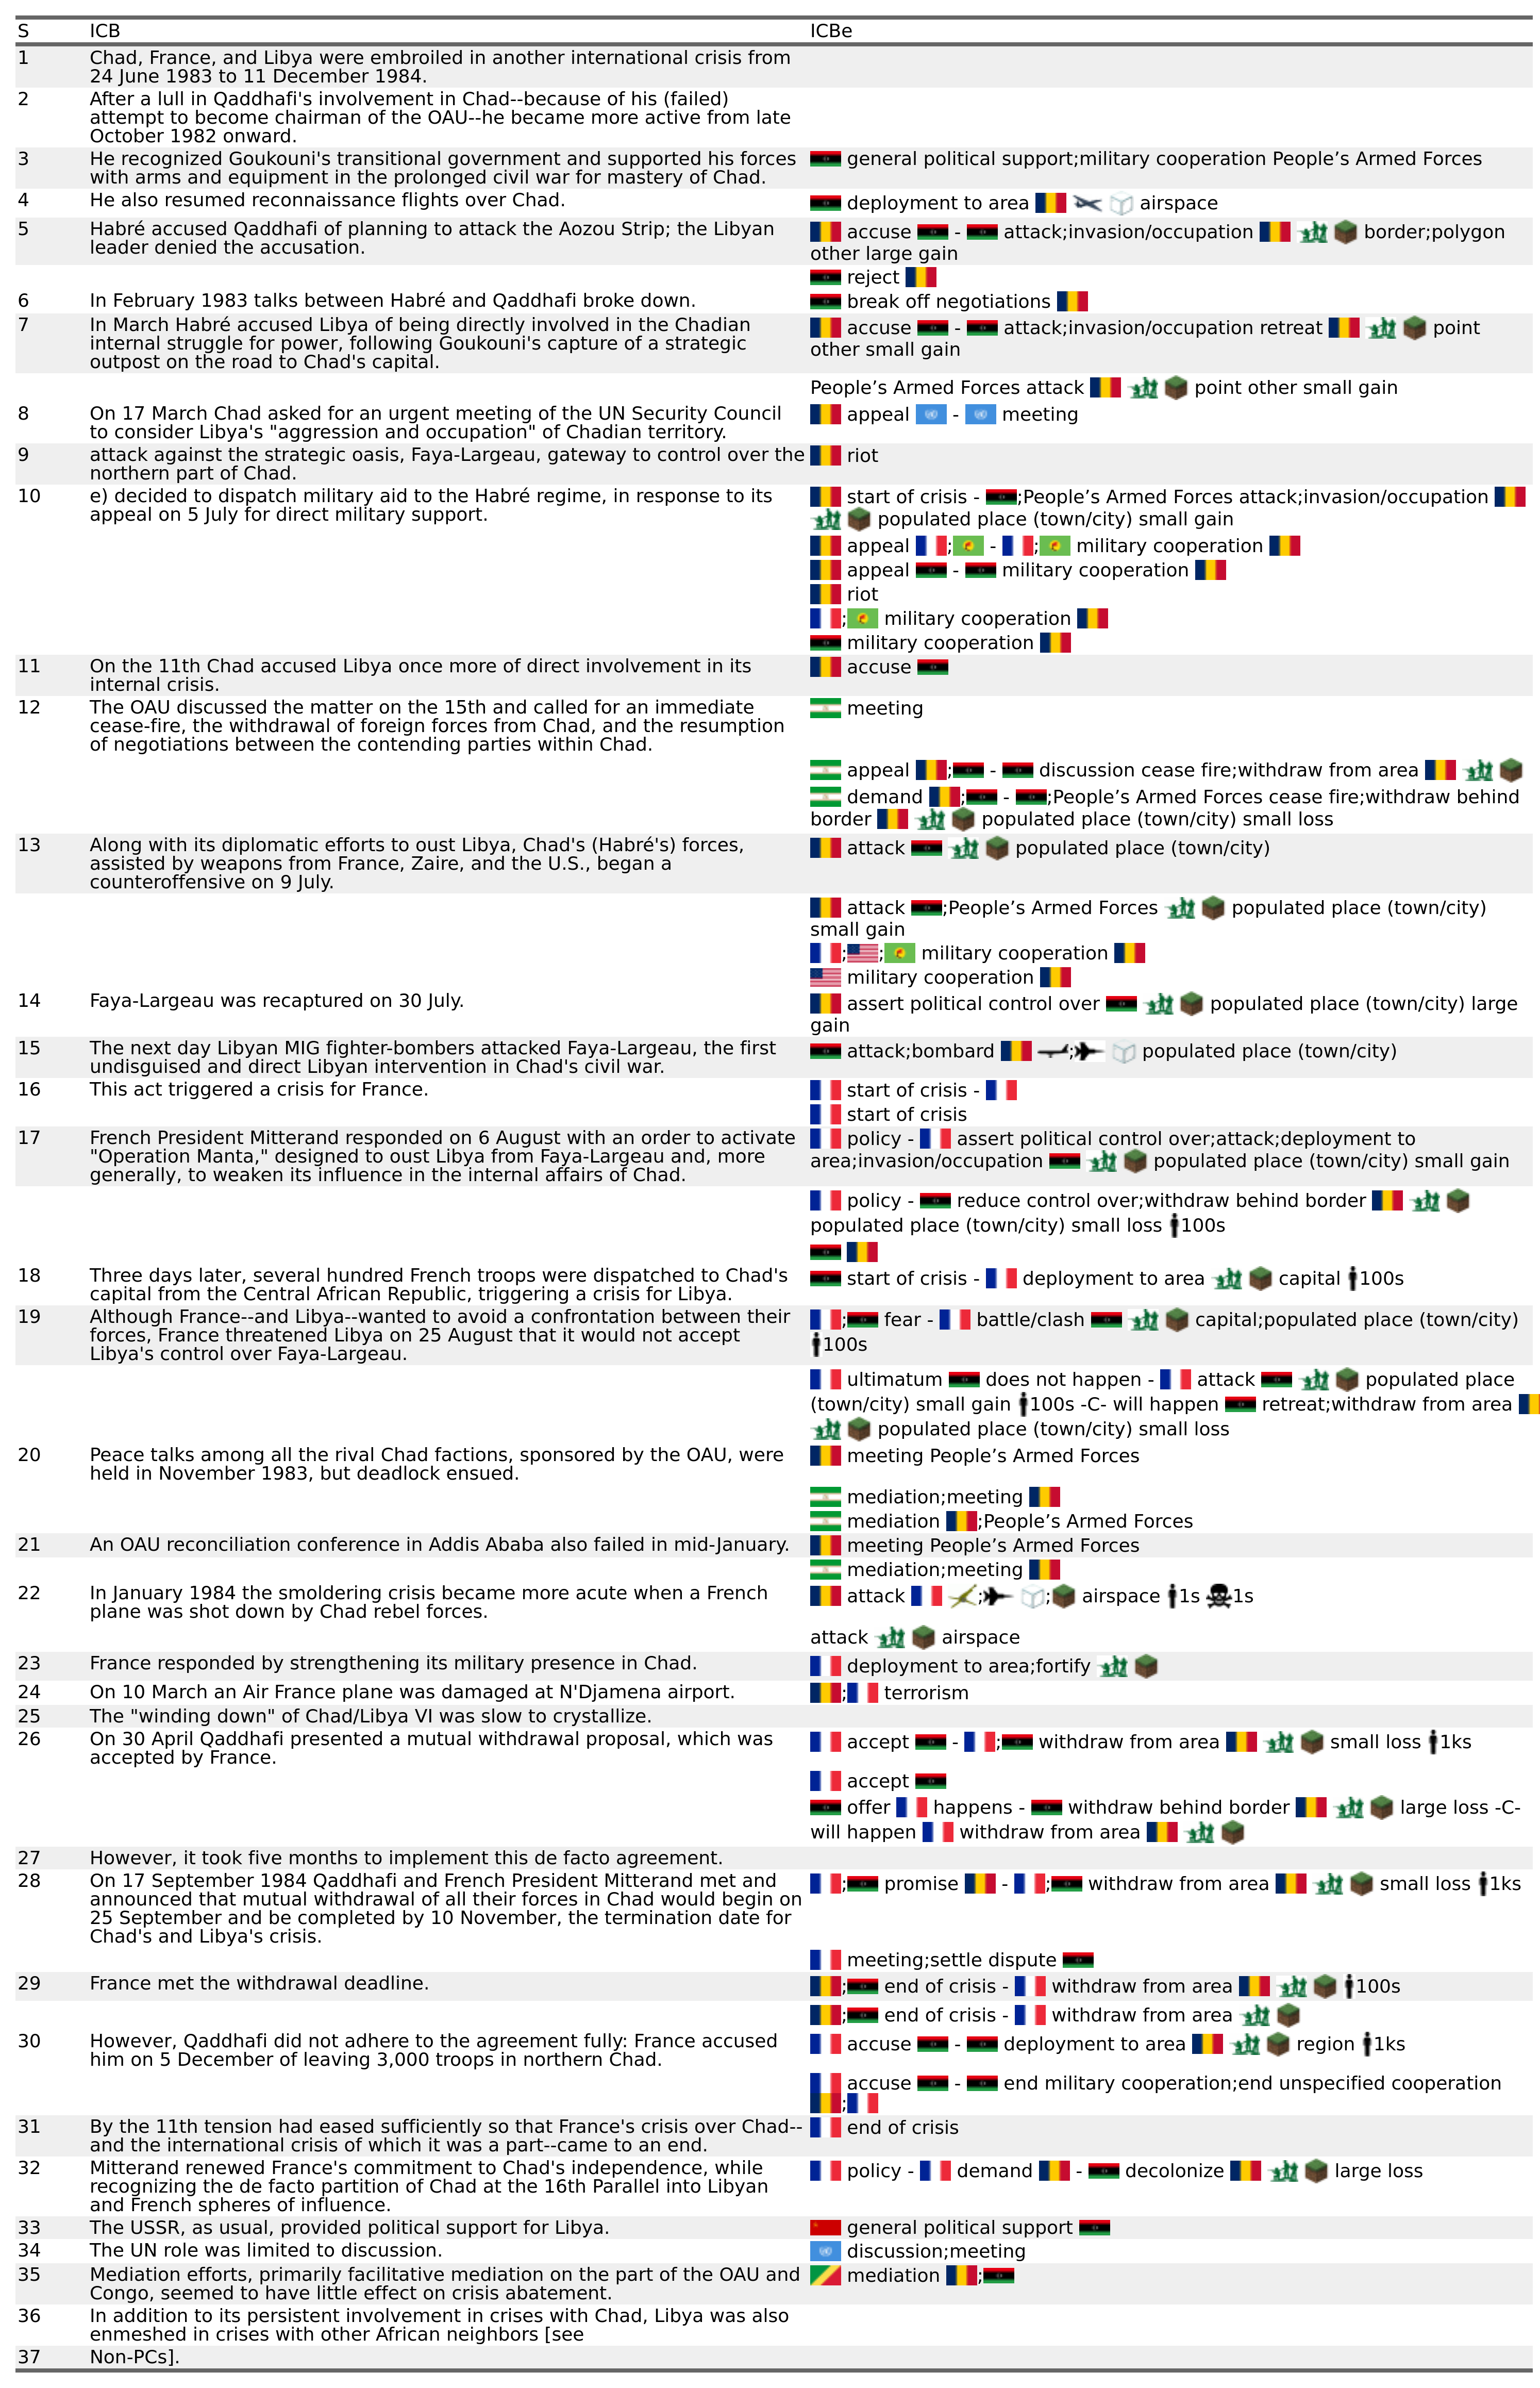 S ICB ICBe
1 Chad, France, and Libya were embroiled in another international crisis from
24 June 1983 to 11 December 1984.
2 After a lull in Qaddhafi's involvement in Chad--because of his (failed)
attempt to become chairman of the OAU--he became more active from late
October 1982 onward.
3 He recognized Goukouni's transitional government and supported his forces
with arms and equipment in the prolonged civil war for mastery of Chad.
general political support;military cooperation People’s Armed Forces
4 He also resumed reconnaissance flights over Chad.
deployment to area airspace
5 Habré accused Qaddhafi of planning to attack the Aozou Strip; the Libyan
leader denied the accusation.
accuse - attack;invasion/occupation border;polygon
other large gain
reject
6 In February 1983 talks between Habré and Qaddhafi broke down.
break off negotiations
7 In March Habré accused Libya of being directly involved in the Chadian
internal struggle for power, following Goukouni's capture of a strategic
outpost on the road to Chad's capital.
accuse - attack;invasion/occupation retreat point
other small gain
People’s Armed Forces attack point other small gain
8 On 17 March Chad asked for an urgent meeting of the UN Security Council
to consider Libya's "aggression and occupation" of Chadian territory.
appeal - meeting
9 attack against the strategic oasis, Faya-Largeau, gateway to control over the
northern part of Chad.
riot
10 e) decided to dispatch military aid to the Habré regime, in response to its
appeal on 5 July for direct military support.
start of crisis - ;People’s Armed Forces attack;invasion/occupation
populated place (town/city) small gain
appeal ; - ; military cooperation
appeal - military cooperation
riot
; military cooperation
military cooperation
11 On the 11th Chad accused Libya once more of direct involvement in its
internal crisis.
accuse
12 The OAU discussed the matter on the 15th and called for an immediate
cease-fire, the withdrawal of foreign forces from Chad, and the resumption
of negotiations between the contending parties within Chad.
meeting
appeal ; - discussion cease fire;withdraw from area
demand ; - ;People’s Armed Forces cease fire;withdraw behind
border populated place (town/city) small loss
13 Along with its diplomatic efforts to oust Libya, Chad's (Habré's) forces,
assisted by weapons from France, Zaire, and the U.S., began a
counteroffensive on 9 July.
attack populated place (town/city)
attack ;People’s Armed Forces populated place (town/city)
small gain
; ; military cooperation
military cooperation
14 Faya-Largeau was recaptured on 30 July.
assert political control over populated place (town/city) large
gain
15 The next day Libyan MIG fighter-bombers attacked Faya-Largeau, the first
undisguised and direct Libyan intervention in Chad's civil war.
attack;bombard ; populated place (town/city)
16 This act triggered a crisis for France.
start of crisis -
start of crisis
17 French President Mitterand responded on 6 August with an order to activate
"Operation Manta," designed to oust Libya from Faya-Largeau and, more
generally, to weaken its influence in the internal affairs of Chad.
policy - assert political control over;attack;deployment to
area;invasion/occupation populated place (town/city) small gain
policy - reduce control over;withdraw behind border
populated place (town/city) small loss 100s
18 Three days later, several hundred French troops were dispatched to Chad's
capital from the Central African Republic, triggering a crisis for Libya.
start of crisis - deployment to area capital 100s
19 Although France--and Libya--wanted to avoid a confrontation between their
forces, France threatened Libya on 25 August that it would not accept
Libya's control over Faya-Largeau.
; fear - battle/clash capital;populated place (town/city)
100s
ultimatum does not happen - attack populated place
(town/city) small gain 100s -C- will happen retreat;withdraw from area
populated place (town/city) small loss
20 Peace talks among all the rival Chad factions, sponsored by the OAU, were
held in November 1983, but deadlock ensued.
meeting People’s Armed Forces
mediation;meeting
mediation ;People’s Armed Forces
21 An OAU reconciliation conference in Addis Ababa also failed in mid-January.
meeting People’s Armed Forces
mediation;meeting
22 In January 1984 the smoldering crisis became more acute when a French
plane was shot down by Chad rebel forces.
attack ; ; airspace 1s 1s
attack airspace
23 France responded by strengthening its military presence in Chad.
deployment to area;fortify
24 On 10 March an Air France plane was damaged at N'Djamena airport.
; terrorism
25 The "winding down" of Chad/Libya VI was slow to crystallize.
26 On 30 April Qaddhafi presented a mutual withdrawal proposal, which was
accepted by France.
accept - ; withdraw from area small loss 1ks
accept
offer happens - withdraw behind border large loss -C-
will happen withdraw from area
27 However, it took five months to implement this de facto agreement.
28 On 17 September 1984 Qaddhafi and French President Mitterand met and
announced that mutual withdrawal of all their forces in Chad would begin on
25 September and be completed by 10 November, the termination date for
Chad's and Libya's crisis.
; promise - ; withdraw from area small loss 1ks
meeting;settle dispute
29 France met the withdrawal deadline.
; end of crisis - withdraw from area 100s
; end of crisis - withdraw from area
30 However, Qaddhafi did not adhere to the agreement fully: France accused
him on 5 December of leaving 3,000 troops in northern Chad.
accuse - deployment to area region 1ks
accuse - end military cooperation;end unspecified cooperation
;
31 By the 11th tension had eased sufficiently so that France's crisis over Chad--
and the international crisis of which it was a part--came to an end.
end of crisis
32 Mitterand renewed France's commitment to Chad's independence, while
recognizing the de facto partition of Chad at the 16th Parallel into Libyan
and French spheres of influence.
policy - demand - decolonize large loss
33 The USSR, as usual, provided political support for Libya.
general political support
34 The UN role was limited to discussion.
discussion;meeting
35 Mediation efforts, primarily facilitative mediation on the part of the OAU and
Congo, seemed to have little effect on crisis abatement.
mediation ;
36 In addition to its persistent involvement in crises with Chad, Libya was also
enmeshed in crises with other African neighbors [see
37 Non-PCs].